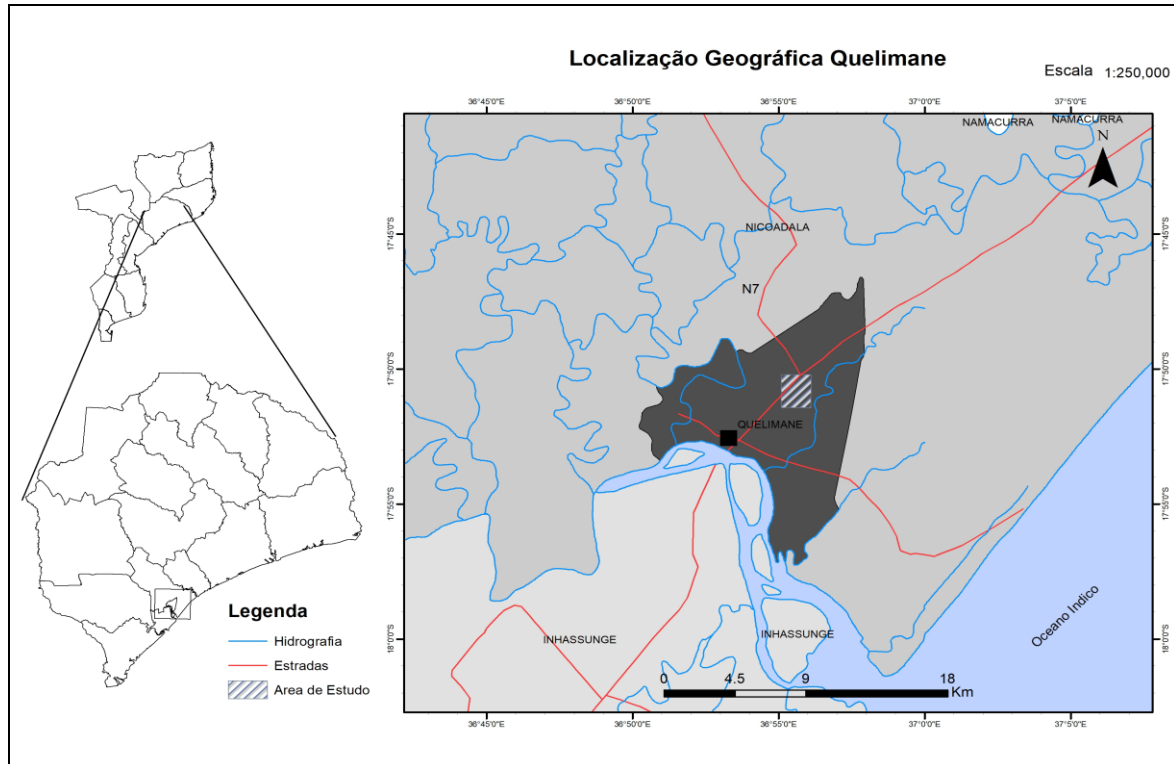 Localização Geográfica Quelimane
Escala 1:250,000
36°45'0"E 36°50'0"E 36°55'0"E 37°0'0"E 37°5'0"E
NAMACURRA NAMACURRA
N
NICOADALA
17°45'0"S 17°45'0"S
N7
17°50'0"S 17°50'0"S
QUELIMANE
17°55'0"S 17°55'0"S
Oceano Indico
Legenda
Hidrografia
Estradas
Area de Estudo
INHASSUNGE INHASSUNGE
18°0'0"S 18°0'0"S
0 4.5 9 18
Km
36°45'0"E 36°50'0"E 36°55'0"E 37°0'0"E 37°5'0"E